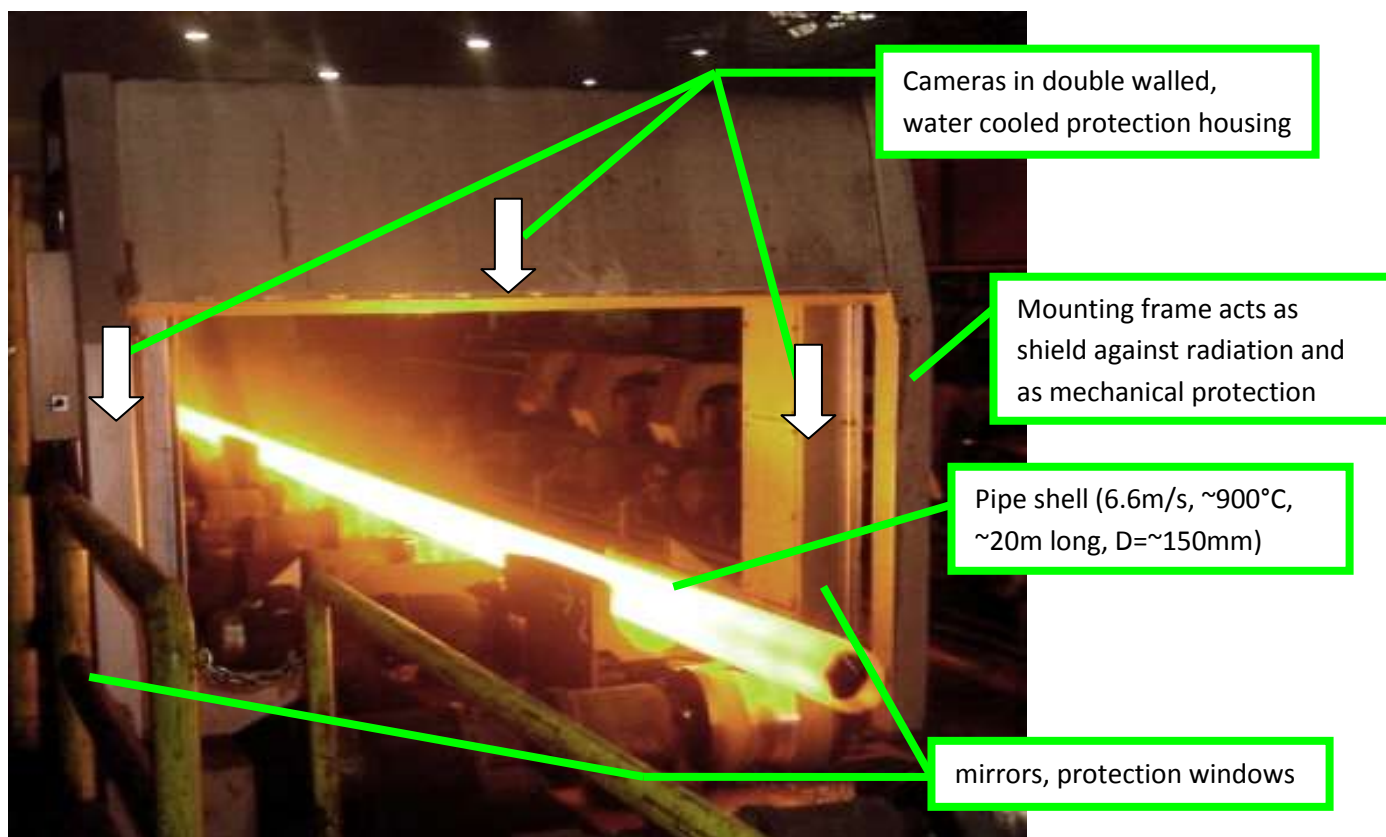 Cameras in double walled,
water cooled protection housing
Mounting frame acts as
shield against radiation and
as mechanical protection
Pipe shell (6.6m/s, ~900°C,
~20m long, D=~150mm)
mirrors, protection windows